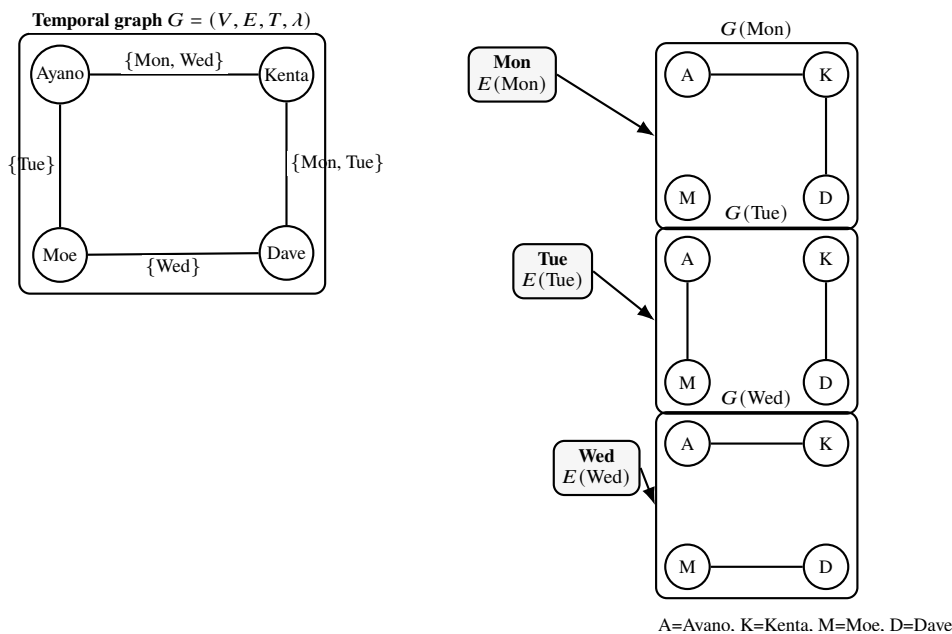 Temporal graph G = (V, E, T, λ)
Ayano
{Mon, Wed}
Kenta
{Tue}
{Mon, Tue}
Moe
{Wed}
Dave
Mon
E(Mon)
G(Mon)
A
K
M
D
Tue
E(Tue)
G(Tue)
A
K
M
D
Wed
E(Wed)
G(Wed)
A
K
M
D
A=Ayano, K=Kenta, M=Moe, D=Dave